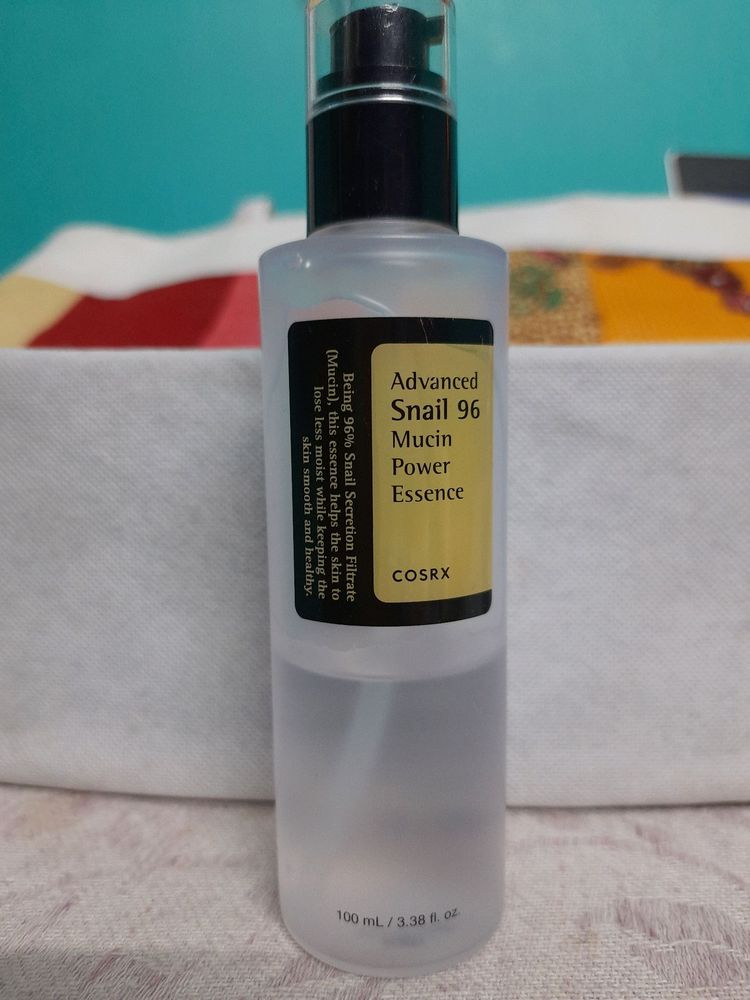 Advanced
Snail 96
Mucin
Power
Essence
COSRX
Being 96% Snail Secretion Filtrate
(Mucin), this essence helps the skin to
lose less moist while keeping the
skin smooth and healthy.
100 mL / 3.38 fl. oz.